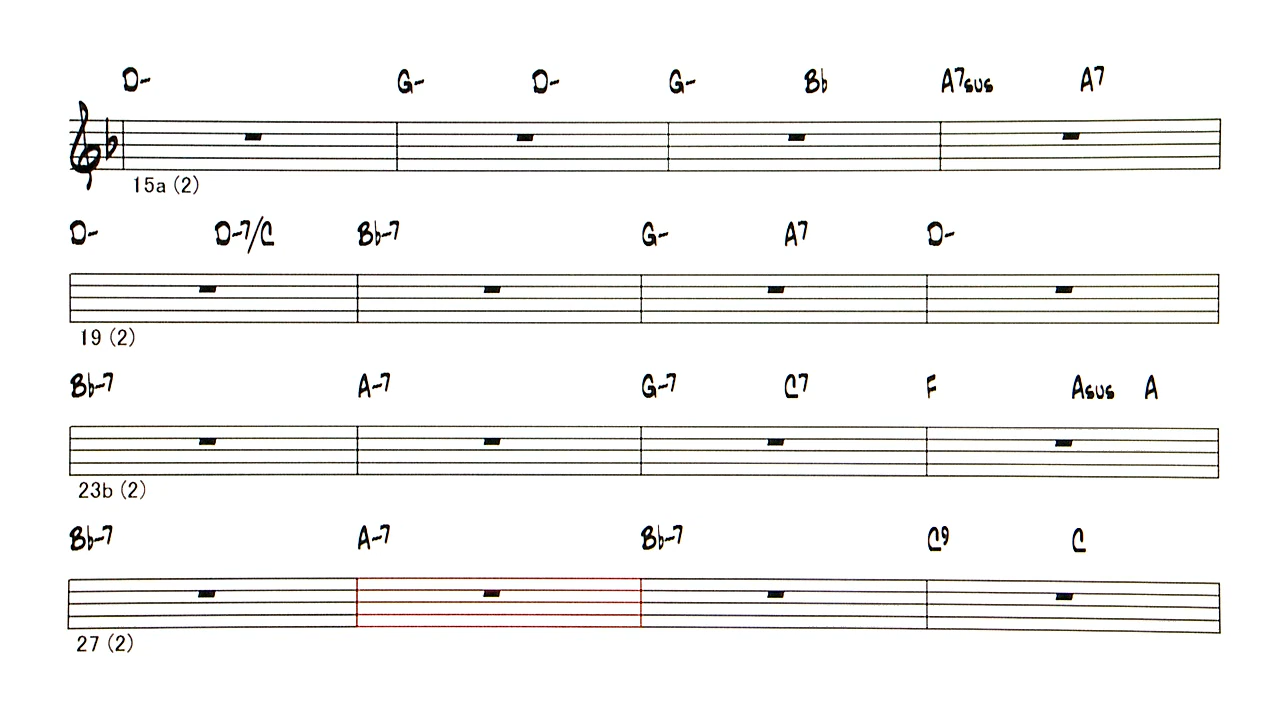 D- G- D- G- Bb A7sus A7
15a (2)
D- D-7/C Bb-7 G- A7 D-
19 (2)
Bb-7 A-7 G-7 C7 F Asus A
23b (2)
Bb-7 A-7 Bb-7 C9 C
27 (2)